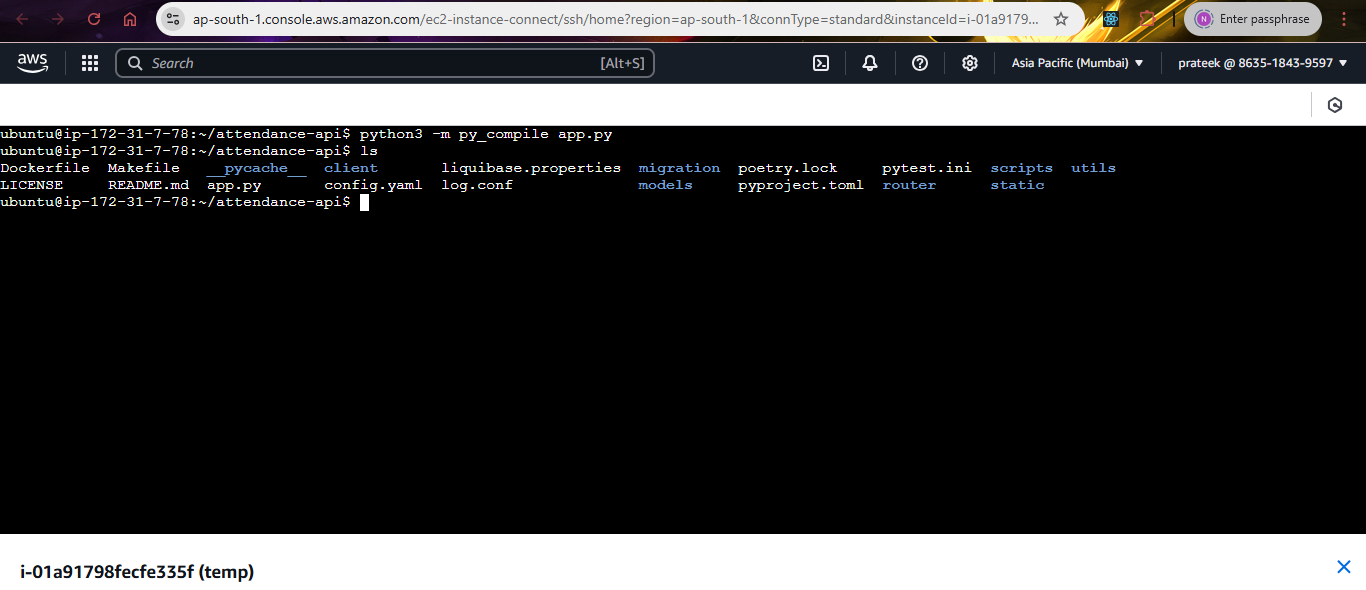 ap-south-1.console.aws.amazon.com/ec2-instance-connect/ssh/home?region=ap-south-1&connType=standard&instanceId=i-01a9179... N Enter passphrase
aws Search [Alt+S] Asia Pacific (Mumbai) prateek @ 8635-1843-9597
ubuntu@ip-172-31-7-78:~/attendance-api$ python3 -m py_compile app.py
ubuntu@ip-172-31-7-78:~/attendance-api$ ls
Dockerfile Makefile __pycache__ client liquibase.properties migration poetry.lock pytest.ini scripts utils
LICENSE README.md app.py config.yaml log.conf models pyproject.toml router static
ubuntu@ip-172-31-7-78:~/attendance-api$
i-01a91798fecfe335f (temp)